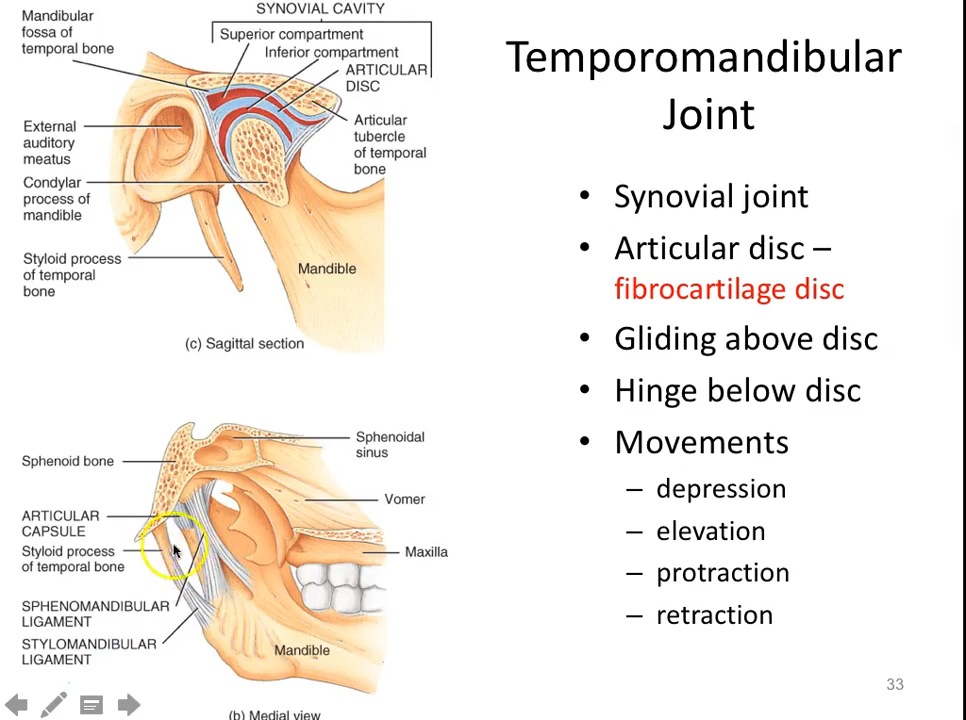 SYNOVIAL CAVITY
Mandibular
fossa of
temporal bone
Superior compartment
Inferior compartment
ARTICULAR
DISC
External
auditory
meatus
Articular
tubercle
of temporal
bone
Condylar
process of
mandible
Styloid process
of temporal
bone
Mandible
(c) Sagittal section
Sphenoid bone
Sphenoidal
sinus
Vomer
ARTICULAR
CAPSULE
Styloid process
of temporal bone
Maxilla
SPHENOMANDIBULAR
LIGAMENT
STYLOMANDIBULAR
LIGAMENT
Mandible
(b) Medial view
Temporomandibular
Joint
• Synovial joint
• Articular disc –
fibrocartilage disc
• Gliding above disc
• Hinge below disc
• Movements
– depression
– elevation
– protraction
– retraction
33